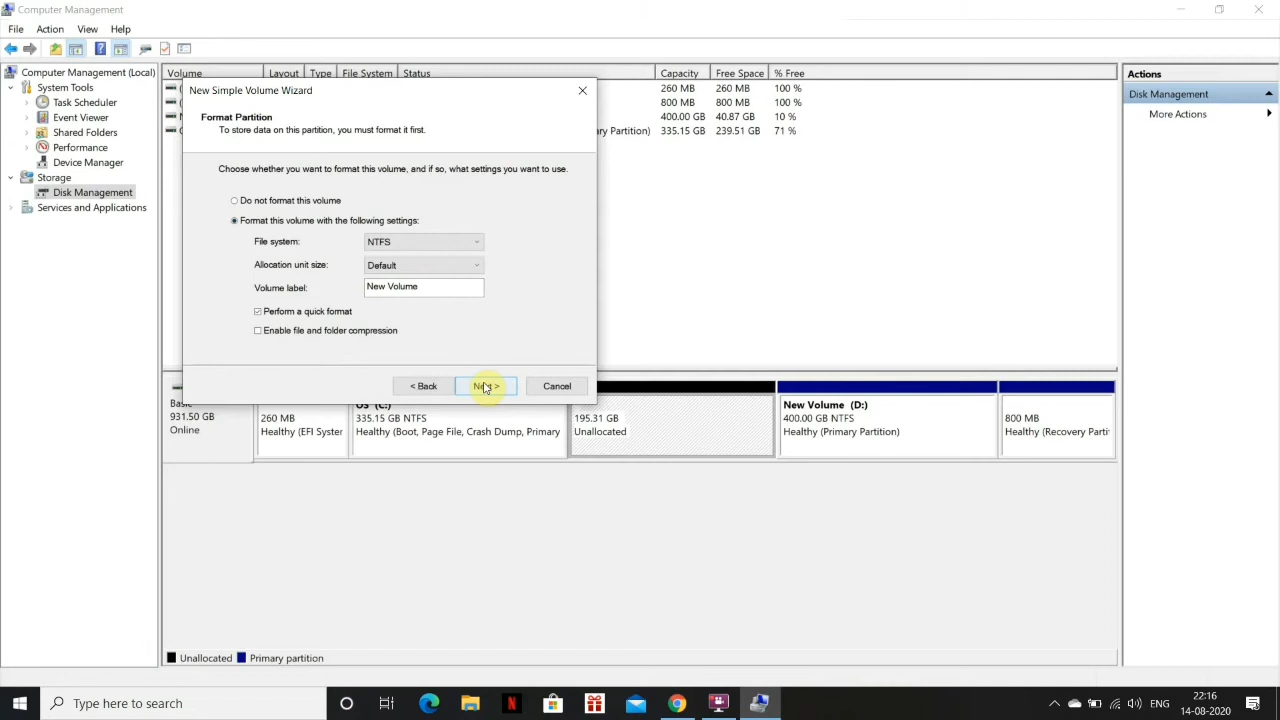 Computer Management
File Action View Help
Computer Management (Local)
System Tools
Task Scheduler
Event Viewer
Shared Folders
Performance
Device Manager
Storage
Disk Management
Services and Applications
Volume Layout Type File System Status Capacity Free Space % Free
260 MB 260 MB 100 %
800 MB 800 MB 100 %
400.00 GB 40.87 GB 10 %
ry Partition) 335.15 GB 239.51 GB 71 %
New Simple Volume Wizard
Format Partition
To store data on this partition, you must format it first.
Choose whether you want to format this volume, and if so, what settings you want to use.
Do not format this volume
Format this volume with the following settings:
File system: NTFS
Allocation unit size: Default
Volume label: New Volume
Perform a quick format
Enable file and folder compression
< Back Next > Cancel
Basic
931.50 GB
Online
260 MB
Healthy (EFI Syster
OS (C:)
335.15 GB NTFS
Healthy (Boot, Page File, Crash Dump, Primary
195.31 GB
Unallocated
New Volume (D:)
400.00 GB NTFS
Healthy (Primary Partition)
800 MB
Healthy (Recovery Parti
Unallocated Primary partition
Actions
Disk Management
More Actions
Type here to search
ENG
22:16
14-08-2020